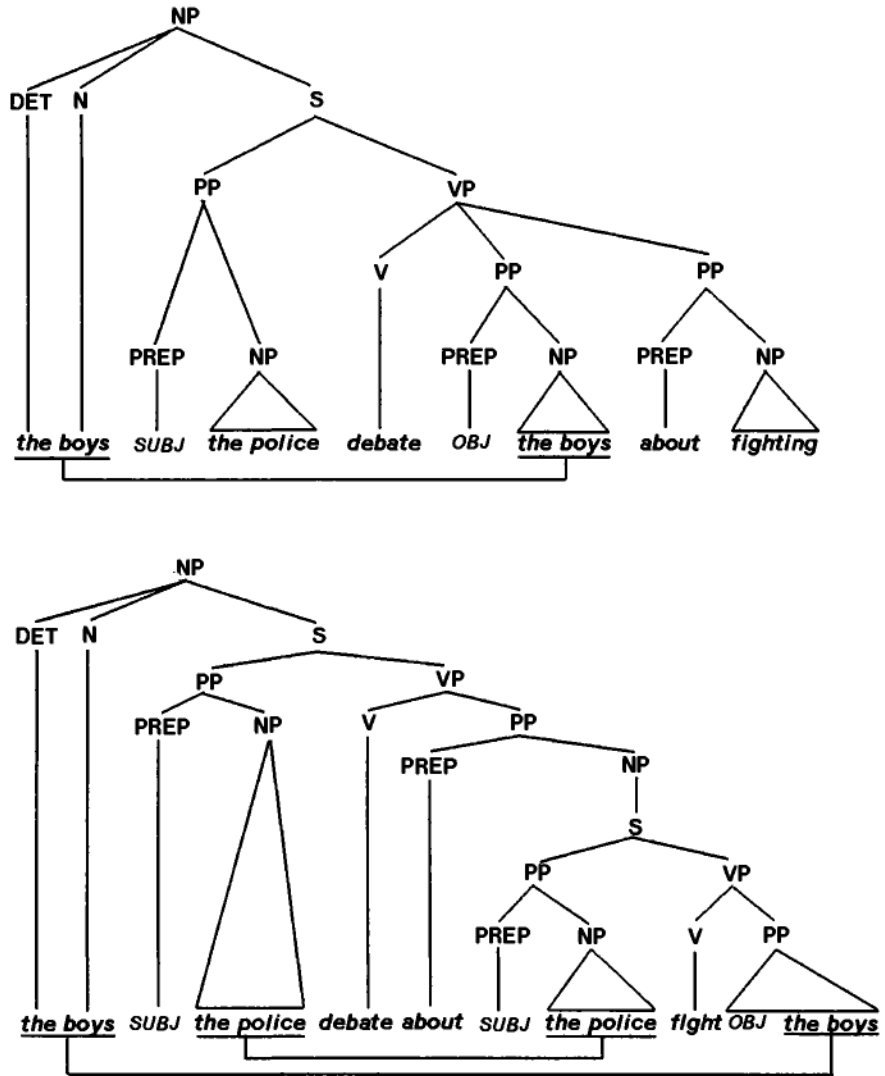 NP
DET N S
PP VP
V PP PP
PREP NP PREP NP PREP NP
the boys SUBJ the police debate OBJ the boys about fighting
NP
DET N S
PP VP
PREP NP V PP
PREP NP
S
PP VP
PREP NP V PP
the boys SUBJ the police debate about SUBJ the police fight OBJ the boys